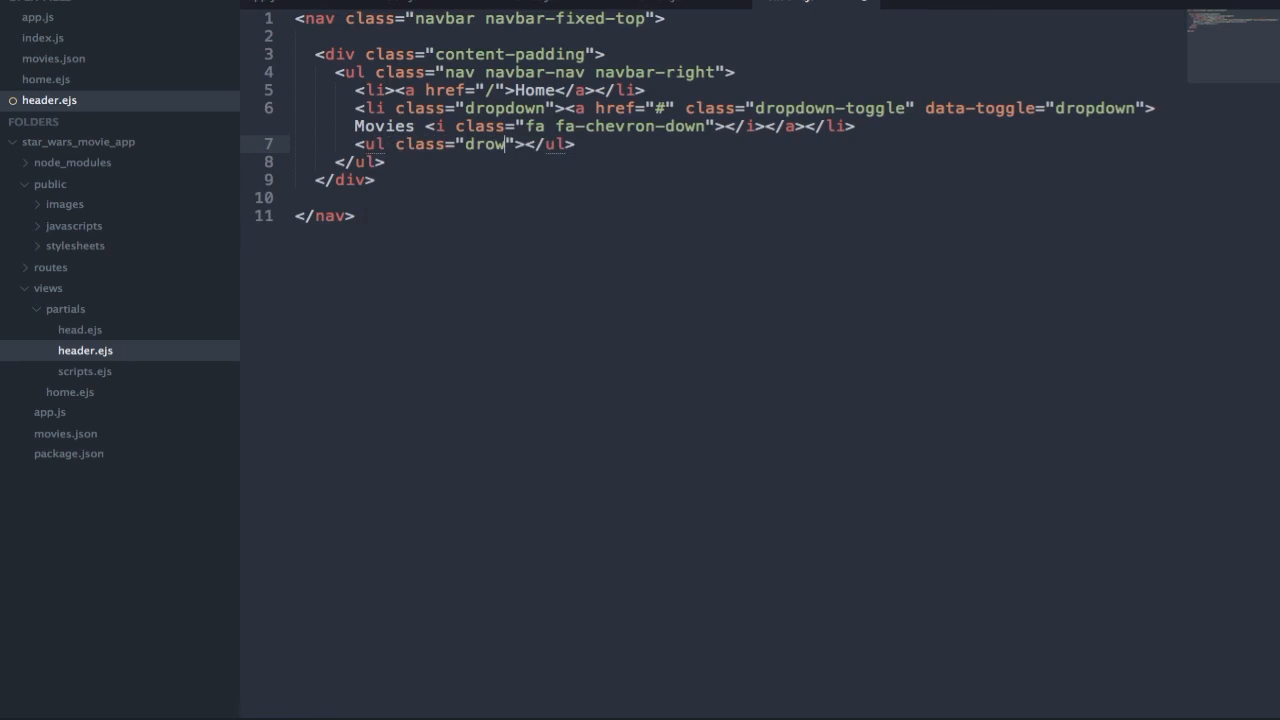 app.js
index.js
movies.json
home.ejs
header.ejs
FOLDERS
star_wars_movie_app
node_modules
public
images
javascripts
stylesheets
routes
views
partials
head.ejs
header.ejs
scripts.ejs
home.ejs
app.js
movies.json
package.json
1 <nav class="navbar navbar-fixed-top">
2
3 <div class="content-padding">
4 <ul class="nav navbar-nav navbar-right">
5 <li><a href="/">Home</a></li>
6 <li class="dropdown"><a href="#" class="dropdown-toggle" data-toggle="dropdown">
Movies <i class="fa fa-chevron-down"></i></a></li>
7 <ul class="drow"></ul>
8 </ul>
9 </div>
10
11 </nav>